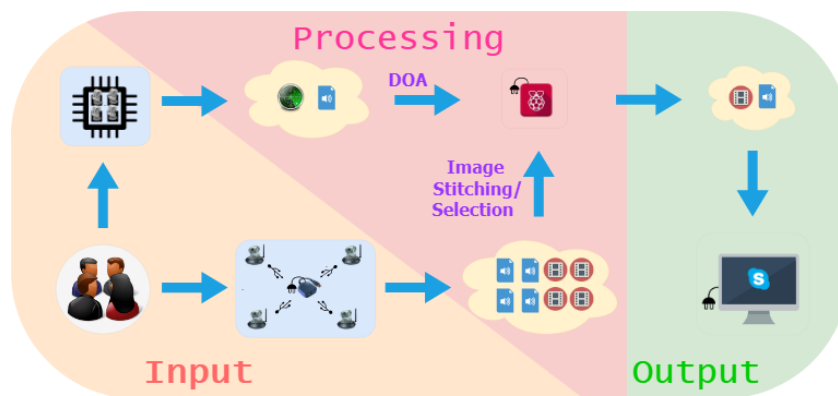 Processing
DOA
Image
Stitching/
Selection
S
Input
Output